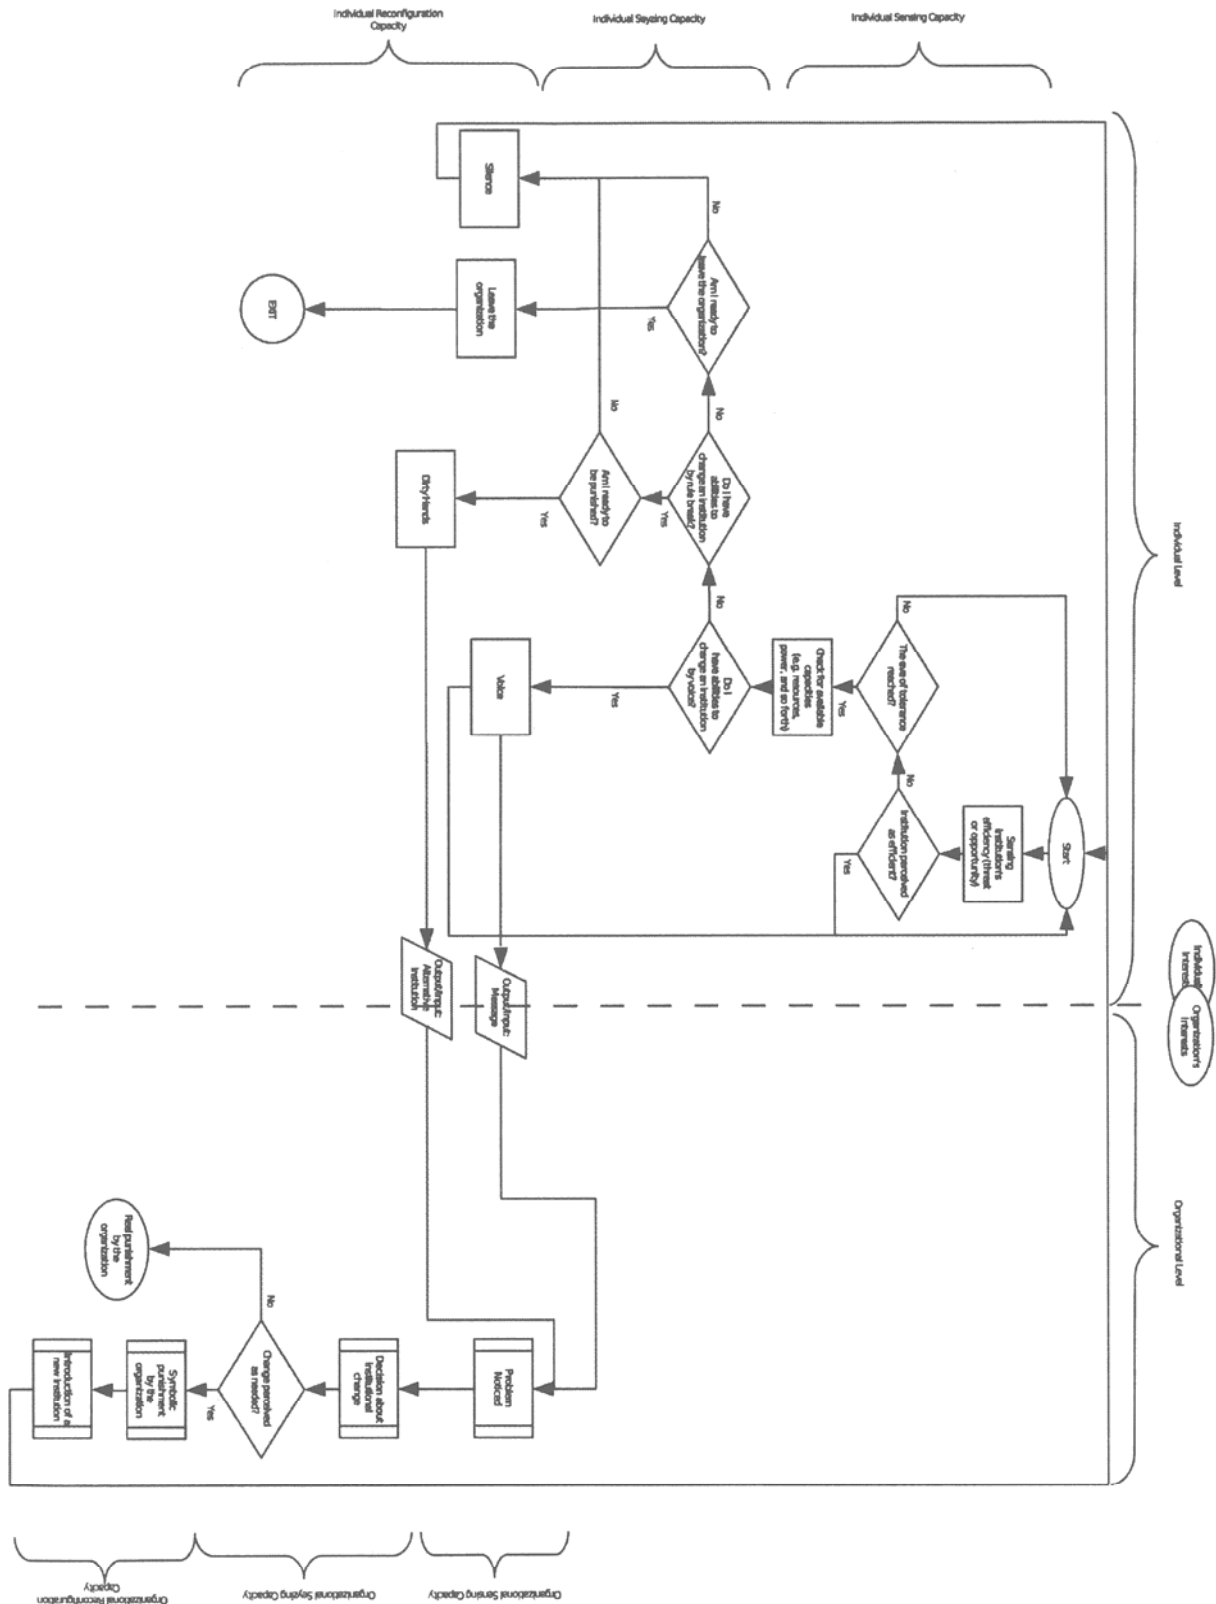 Individual Level
Individual'
Interest
Organization's
Interests
Organizational Level
Individual Sensing Capacity
Start
Sensing
Institution's
efficiency (threat
or opportunity)
No
The eve of tolerance
reached?
No
Institution perceived
as efficient?
Yes
Yes
Check for available
capacities
(e.g. resources,
power, and so forth)
Individual Seyzing Capacity
No
Am I ready to
leave the organization?
Yes
No
Do I have
abilities to
change an institution
by rule break?
Yes
No
Do I
have abilities to
change an institution
by voice?
Yes
No
Am I ready to
be punished?
Yes
Individual Reconfiguration
Capacity
Silence
Leave the
organization
EXIT
Dirty Hands
Voice
Output/Input:
Message
Output/Input:
Alternative
Institution
Problem
Noticed
Organizational Sensing Capacity
Decision about
Institutional
change
Change perceived
as needed?
No
Yes
Organizational Seyzing Capacity
Real punishment
by the
organization
Symbolic
punishment
by the
organization
Introduction of a
new Institution
Organizational Reconfiguration
Capacity